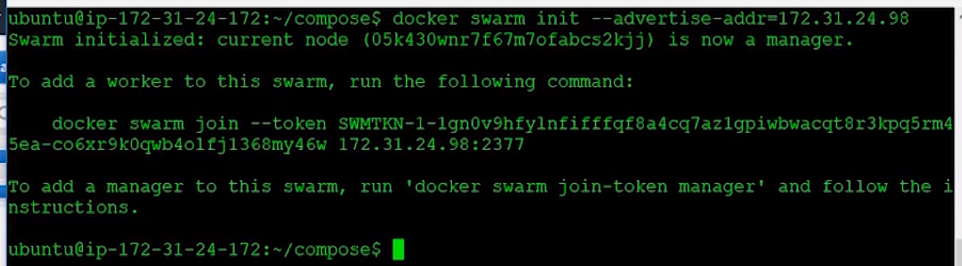 ubuntu@ip-172-31-24-172:~/compose$ docker swarm init --advertise-addr=172.31.24.98
Swarm initialized: current node (05k430wnr7f67m7ofabcs2kjj) is now a manager.
To add a worker to this swarm, run the following command:
docker swarm join --token SWMTKN-1-1gn0v9hfylnfifffqf8a4cq7az1gpiwbwacqt8r3kpq5rm4
5ea-co6xr9k0qwb4olfj1368my46w 172.31.24.98:2377
To add a manager to this swarm, run 'docker swarm join-token manager' and follow the i
nstructions.
ubuntu@ip-172-31-24-172:~/compose$